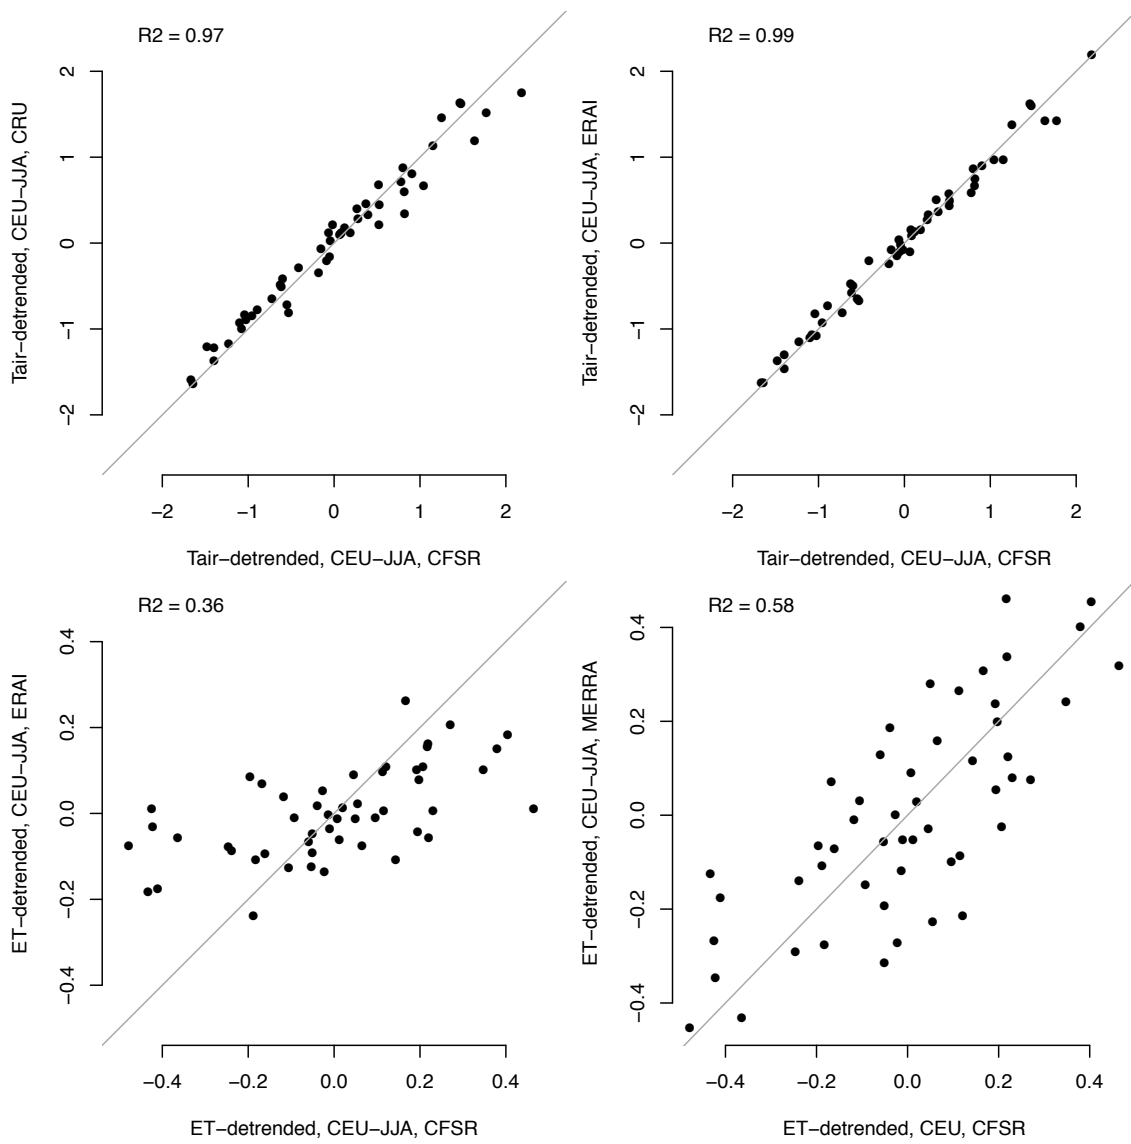 R2 = 0.97
Tair−detrended, CEU−JJA, CRU
2
1
0
−1
−2
−2 −1 0 1 2
Tair−detrended, CEU−JJA, CFSR
R2 = 0.99
Tair−detrended, CEU−JJA, ERAI
2
1
0
−1
−2
−2 −1 0 1 2
Tair−detrended, CEU−JJA, CFSR
R2 = 0.36
ET−detrended, CEU−JJA, ERAI
0.4
0.2
0.0
−0.2
−0.4
−0.4 −0.2 0.0 0.2 0.4
ET−detrended, CEU−JJA, CFSR
R2 = 0.58
ET−detrended, CEU−JJA, MERRA
0.4
0.2
0.0
−0.2
−0.4
−0.4 −0.2 0.0 0.2 0.4
ET−detrended, CEU, CFSR